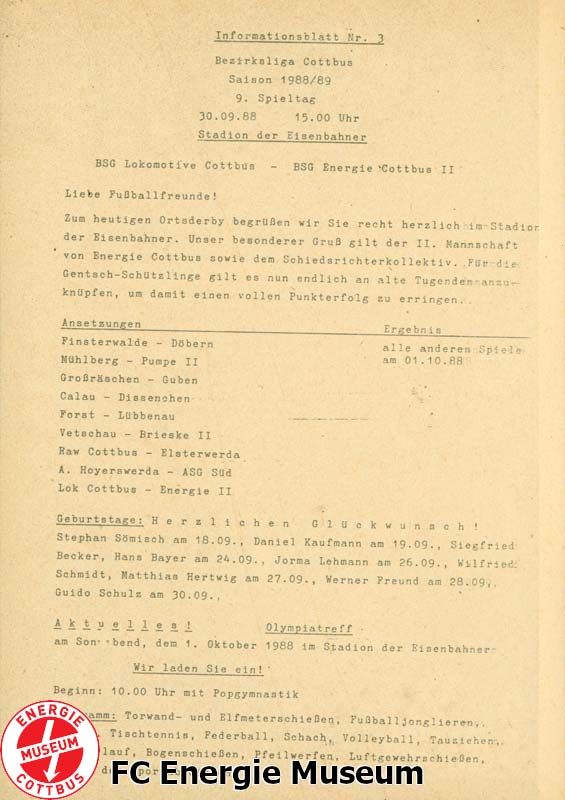 Informationsblatt Nr. 3
Bezirksliga Cottbus
Saison 1988/89
9. Spieltag
30.09.88 15.00 Uhr
Stadion der Eisenbahner
BSG Lokomotive Cottbus - BSG Energie Cottbus II
Liebe Fußballfreunde!
Zum heutigen Ortsderby begrüßen wir Sie recht herzlich im Stadion
der Eisenbahner. Unser besonderer Gruß gilt der II. Mannschaft
von Energie Cottbus sowie dem Schiedsrichterkollektiv. Für die
Gentsch-Schützlinge gilt es nun endlich an alte Tugenden anzu-
knüpfen, um damit einen vollen Punkterfolg zu erringen.
Ansetzungen Ergebnis
Finsterwalde - Döbern alle anderen Spiele
Mühlberg - Pumpe II am 01.10.88
Großräschen - Guben
Calau - Dissenchen
Forst - Lübbenau
Vetschau - Brieske II
Raw Cottbus - Elsterwerda
A. Hoyerswerda - ASG Süd
Lok Cottbus - Energie II
Geburtstage: Herzlichen Glückwunsch!
Stephan Sömisch am 18.09., Daniel Kaufmann am 19.09., Siegfried
Becker, Hans Bayer am 24.09., Jorma Lehmann am 26.09., Wilfried
Schmidt, Matthias Hertwig am 27.09., Werner Freund am 28.09.,
Guido Schulz am 30.09.,
Aktuelles! Olympiatreff
am Sonnabend, dem 1. Oktober 1988 im Stadion der Eisenbahner
Wir laden Sie ein!
Beginn: 10.00 Uhr mit Popgymnastik
Torwand- und Elfmeterschießen, Fußballjonglieren,
Tischtennis, Federball, Schach, Volleyball, Tauziehen,
Bogenschießen, Pfeilwerfen, Luftgewehrschießen,
ENERGIE
MUSEUM
COTTBUS
FC Energie Museum